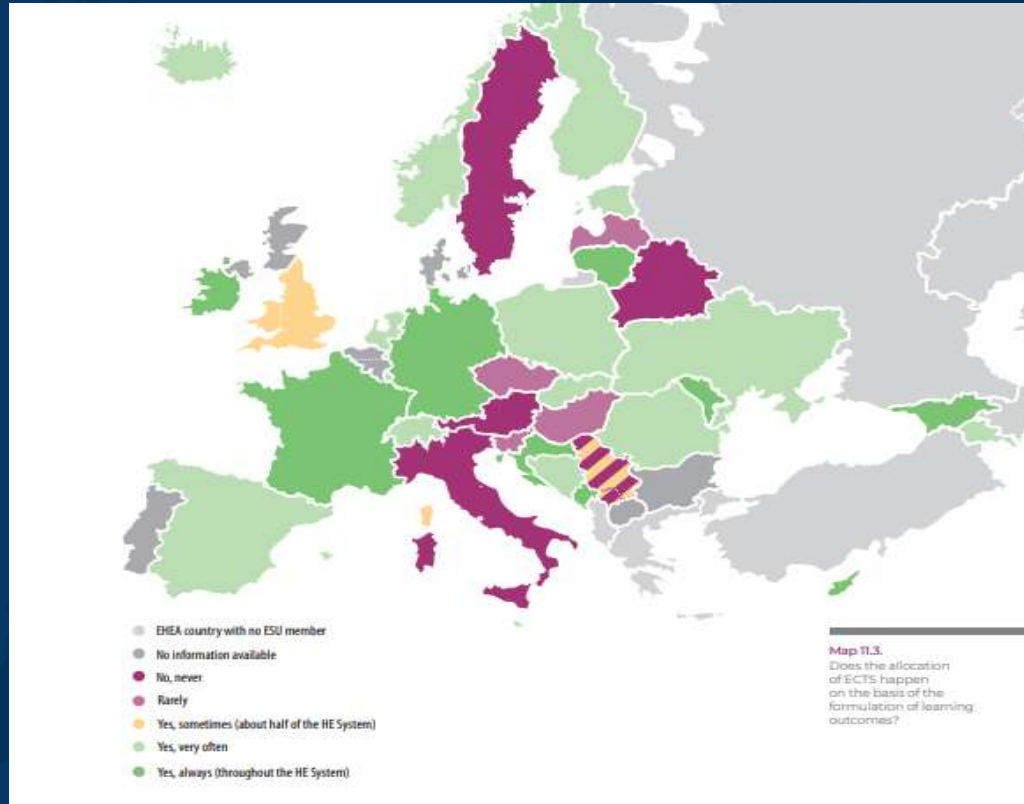 EHEA country with no ESU member
No information available
No, never
Rarely
Yes, sometimes (about half of the HE System)
Yes, very often
Yes, always (throughout the HE System)
Map 11.3.
Does the allocation
of ECTS happen
on the basis of the
formulation of learning
outcomes?